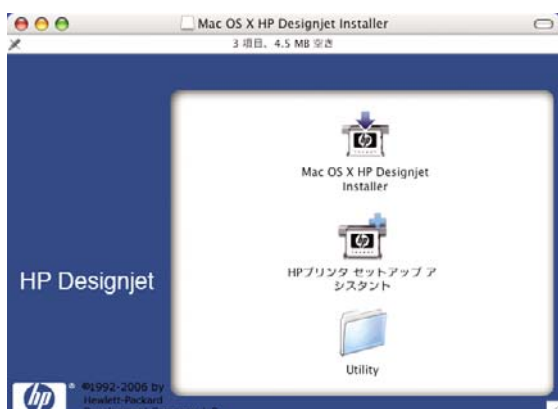 Mac OS X HP Designjet Installer
3 項目、4.5 MB 空き
Mac OS X HP Designjet
Installer
HPプリンタ セットアップ ア
シスタント
HP Designjet
Utility
hp
©1992-2006 by
Hewlett-Packard